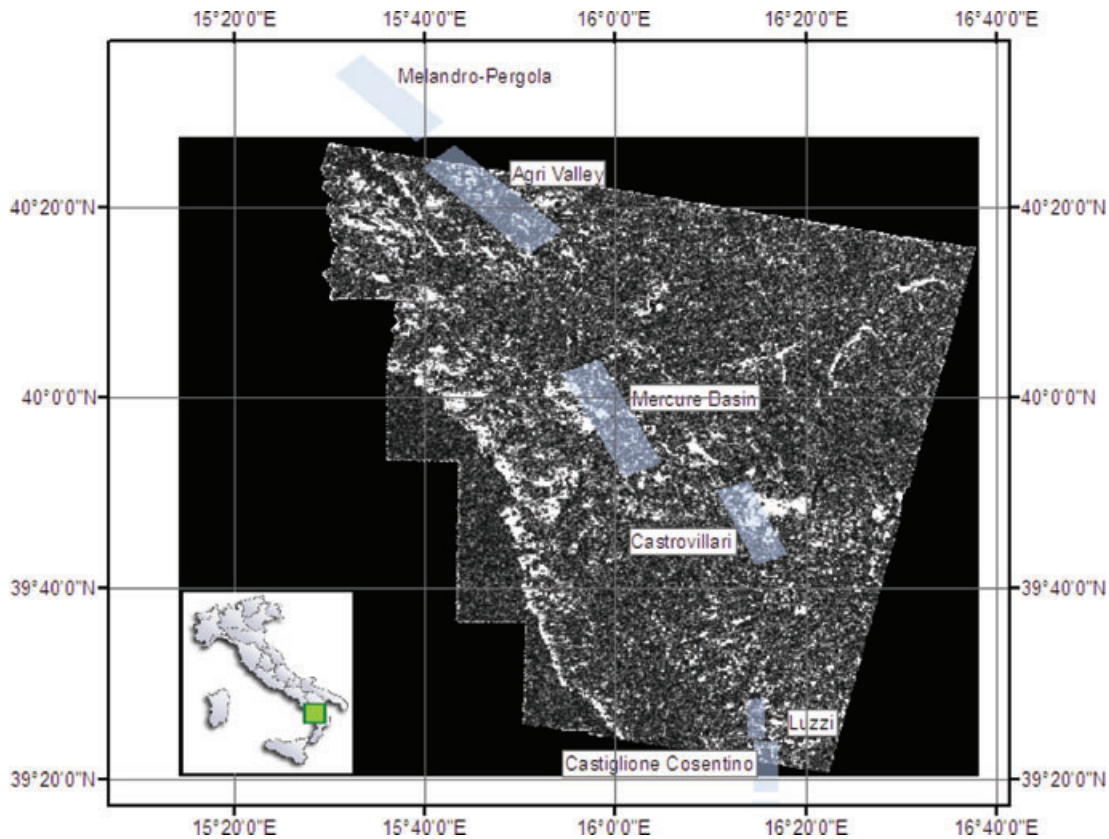 15°20'0"E 15°40'0"E 16°0'0"E 16°20'0"E 16°40'0"E
Melandro-Pergola
Agri Valley
40°20'0"N 40°20'0"N
Mercure Basin
40°0'0"N 40°0'0"N
Castrovillari
39°40'0"N 39°40'0"N
Luzzi
Castiglione Cosentino
39°20'0"N 39°20'0"N
15°20'0"E 15°40'0"E 16°0'0"E 16°20'0"E 16°40'0"E